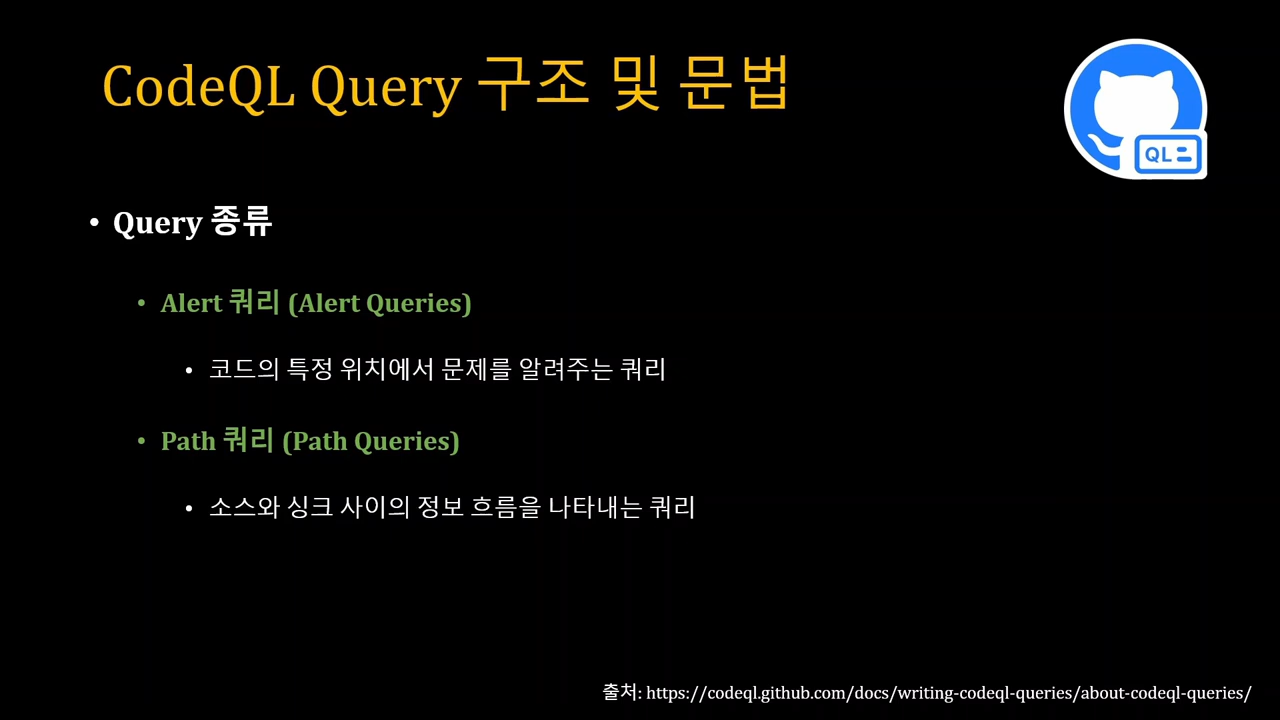 CodeQL Query 구조 및 문법
QL
• Query 종류
• Alert 쿼리 (Alert Queries)
• 코드의 특정 위치에서 문제를 알려주는 쿼리
• Path 쿼리 (Path Queries)
• 소스와 싱크 사이의 정보 흐름을 나타내는 쿼리
출처: https://codeql.github.com/docs/writing-codeql-queries/about-codeql-queries/